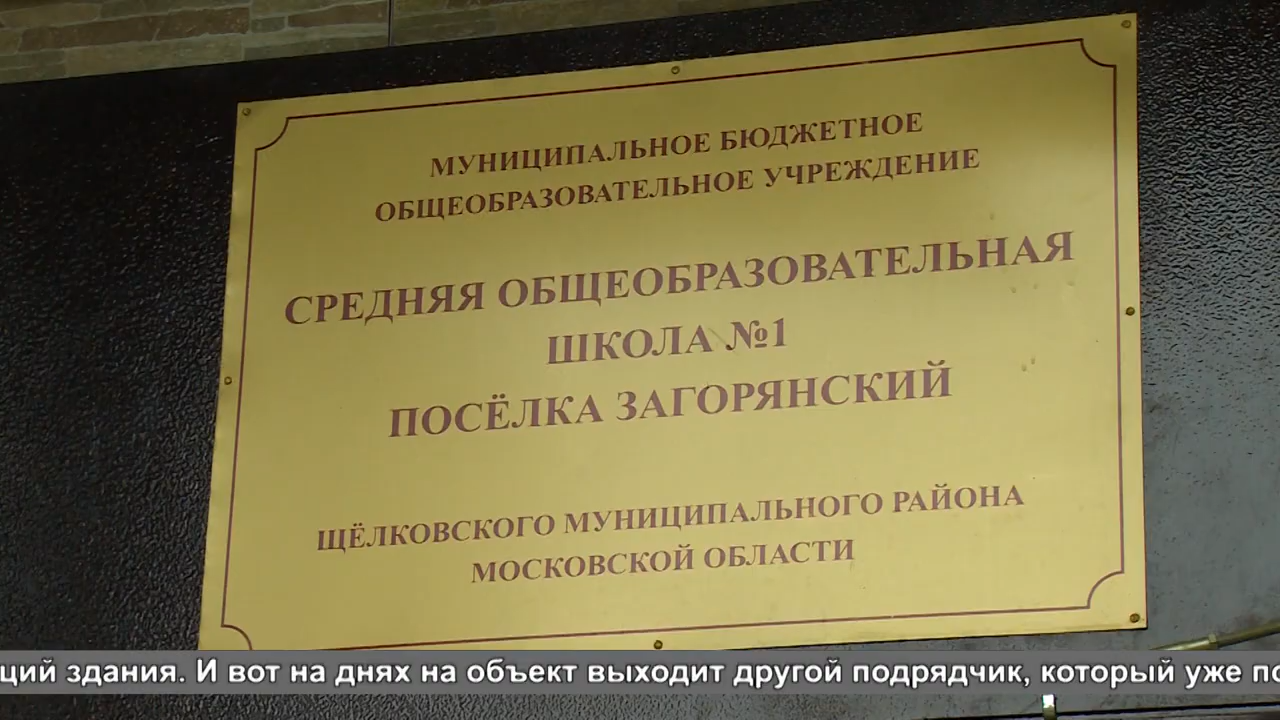 МУНИЦИПАЛЬНОЕ БЮДЖЕТНОЕ
ОБЩЕОБРАЗОВАТЕЛЬНОЕ УЧРЕЖДЕНИЕ
СРЕДНЯЯ ОБЩЕОБРАЗОВАТЕЛЬНАЯ
ШКОЛА №1
ПОСЁЛКА ЗАГОРЯНСКИЙ
ЩЁЛКОВСКОГО МУНИЦИПАЛЬНОГО РАЙОНА
МОСКОВСКОЙ ОБЛАСТИ
ций здания. И вот на днях на объект выходит другой подрядчик, который уже по